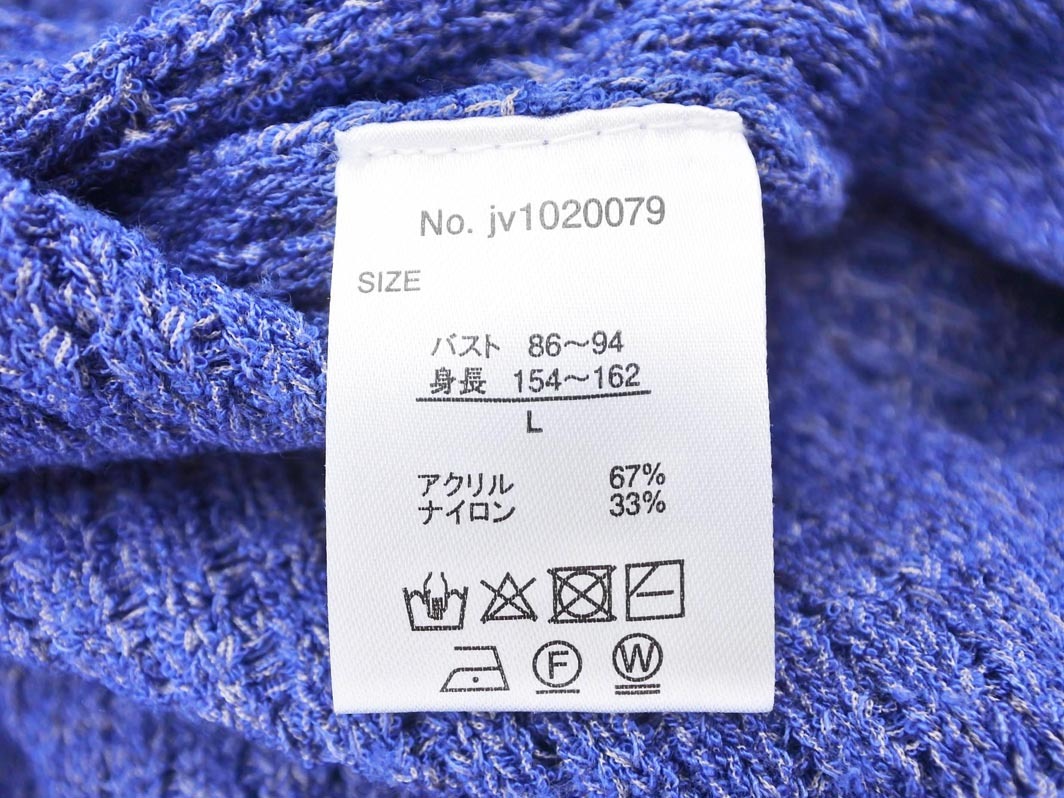 No. jv1020079
SIZE
バスト 86〜94
身長 154〜162
L
アクリル 67%
ナイロン 33%
F W